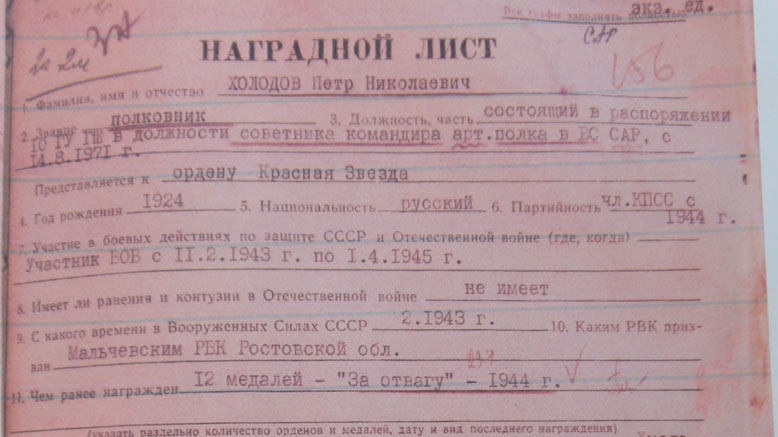 экз. ед.
Все графы заполнять полностью
НАГРАДНОЙ ЛИСТ
156
1. Фамилия, имя и отчество ХОЛОДОВ Петр Николаевич
2. Звание полковник 3. Должность, часть состоящий в распоряжении
10 ГУ ГШ в должности советника командира арт.полка в ВС САР, с
14.8.1971 г.
Представляется к ордену Красная Звезда
4. Год рождения 1924 5. Национальность русский 6. Партийность чл.КПСС с
1944 г.
7. Участие в боевых действиях по защите СССР и Отечественной войне (где, когда)
Участник ВОВ с II.2.1943 г. по I.4.1945 г.
8. Имеет ли ранения и контузии в Отечественной войне не имеет
9. С какого времени в Вооруженных Силах СССР 2.1943 г. 10. Каким РВК приз-
ван Мальчевским РВК Ростовской обл.
11. Чем ранее награжден 12 медалей - "За отвагу" - 1944 г.
(указать раздельно количество орденов и медалей, дату и вид последнего награждения)